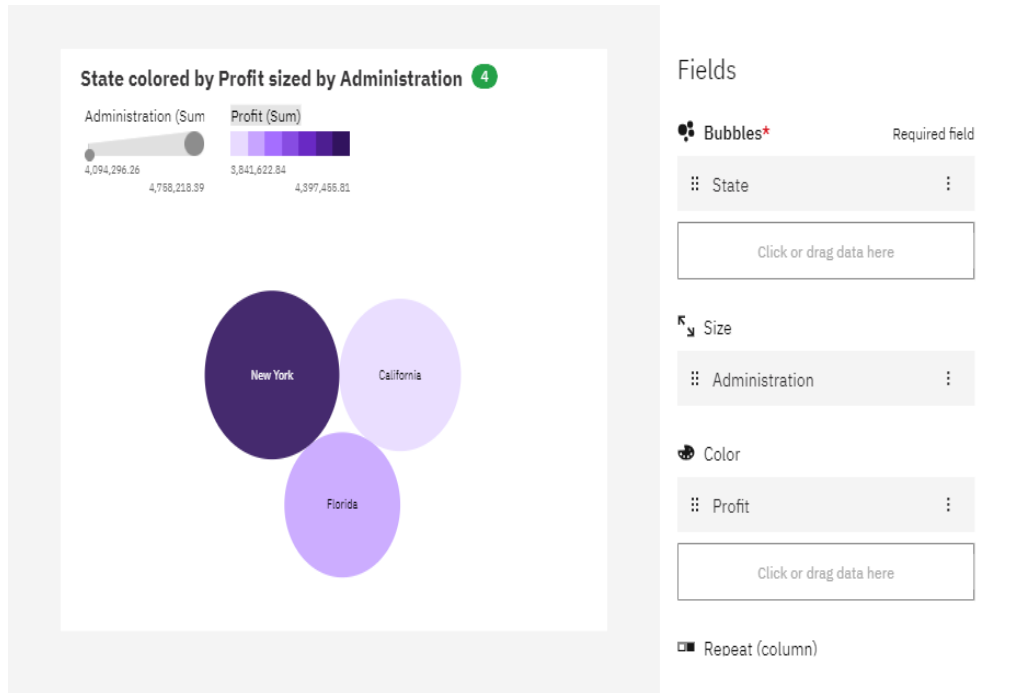 State colored by Profit sized by Administration 4
Administration (Sum
Profit (Sum)
4,094,296.26
4,758,218.39
3,841,622.84
4,397,455.81
New York
California
Florida
Fields
Bubbles*
Required field
State
Click or drag data here
Size
Administration
Color
Profit
Click or drag data here
Repeat (column)